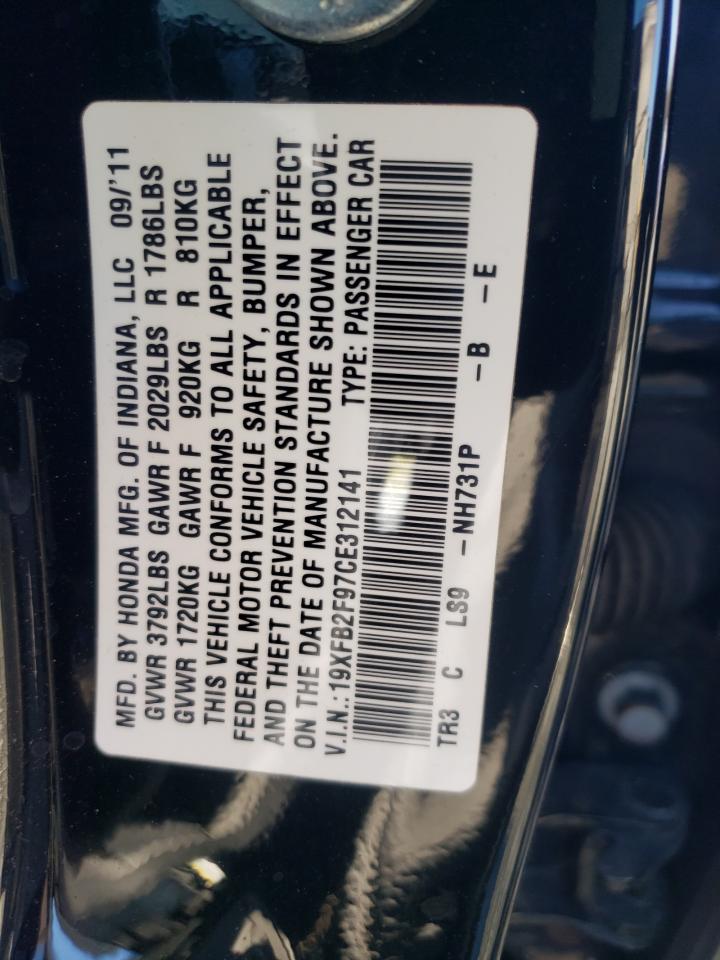 MFD. BY HONDA MFG. OF INDIANA, LLC 09/'11
GVWR 3792LBS GAWR F 2029LBS R 1786LBS
GVWR 1720KG GAWR F 920KG R 810KG
THIS VEHICLE CONFORMS TO ALL APPLICABLE
FEDERAL MOTOR VEHICLE SAFETY, BUMPER,
AND THEFT PREVENTION STANDARDS IN EFFECT
ON THE DATE OF MANUFACTURE SHOWN ABOVE.
V.I.N.:19XFB2F97CE312141 TYPE: PASSENGER CAR
TR3 C LS9 -NH731P -B -E